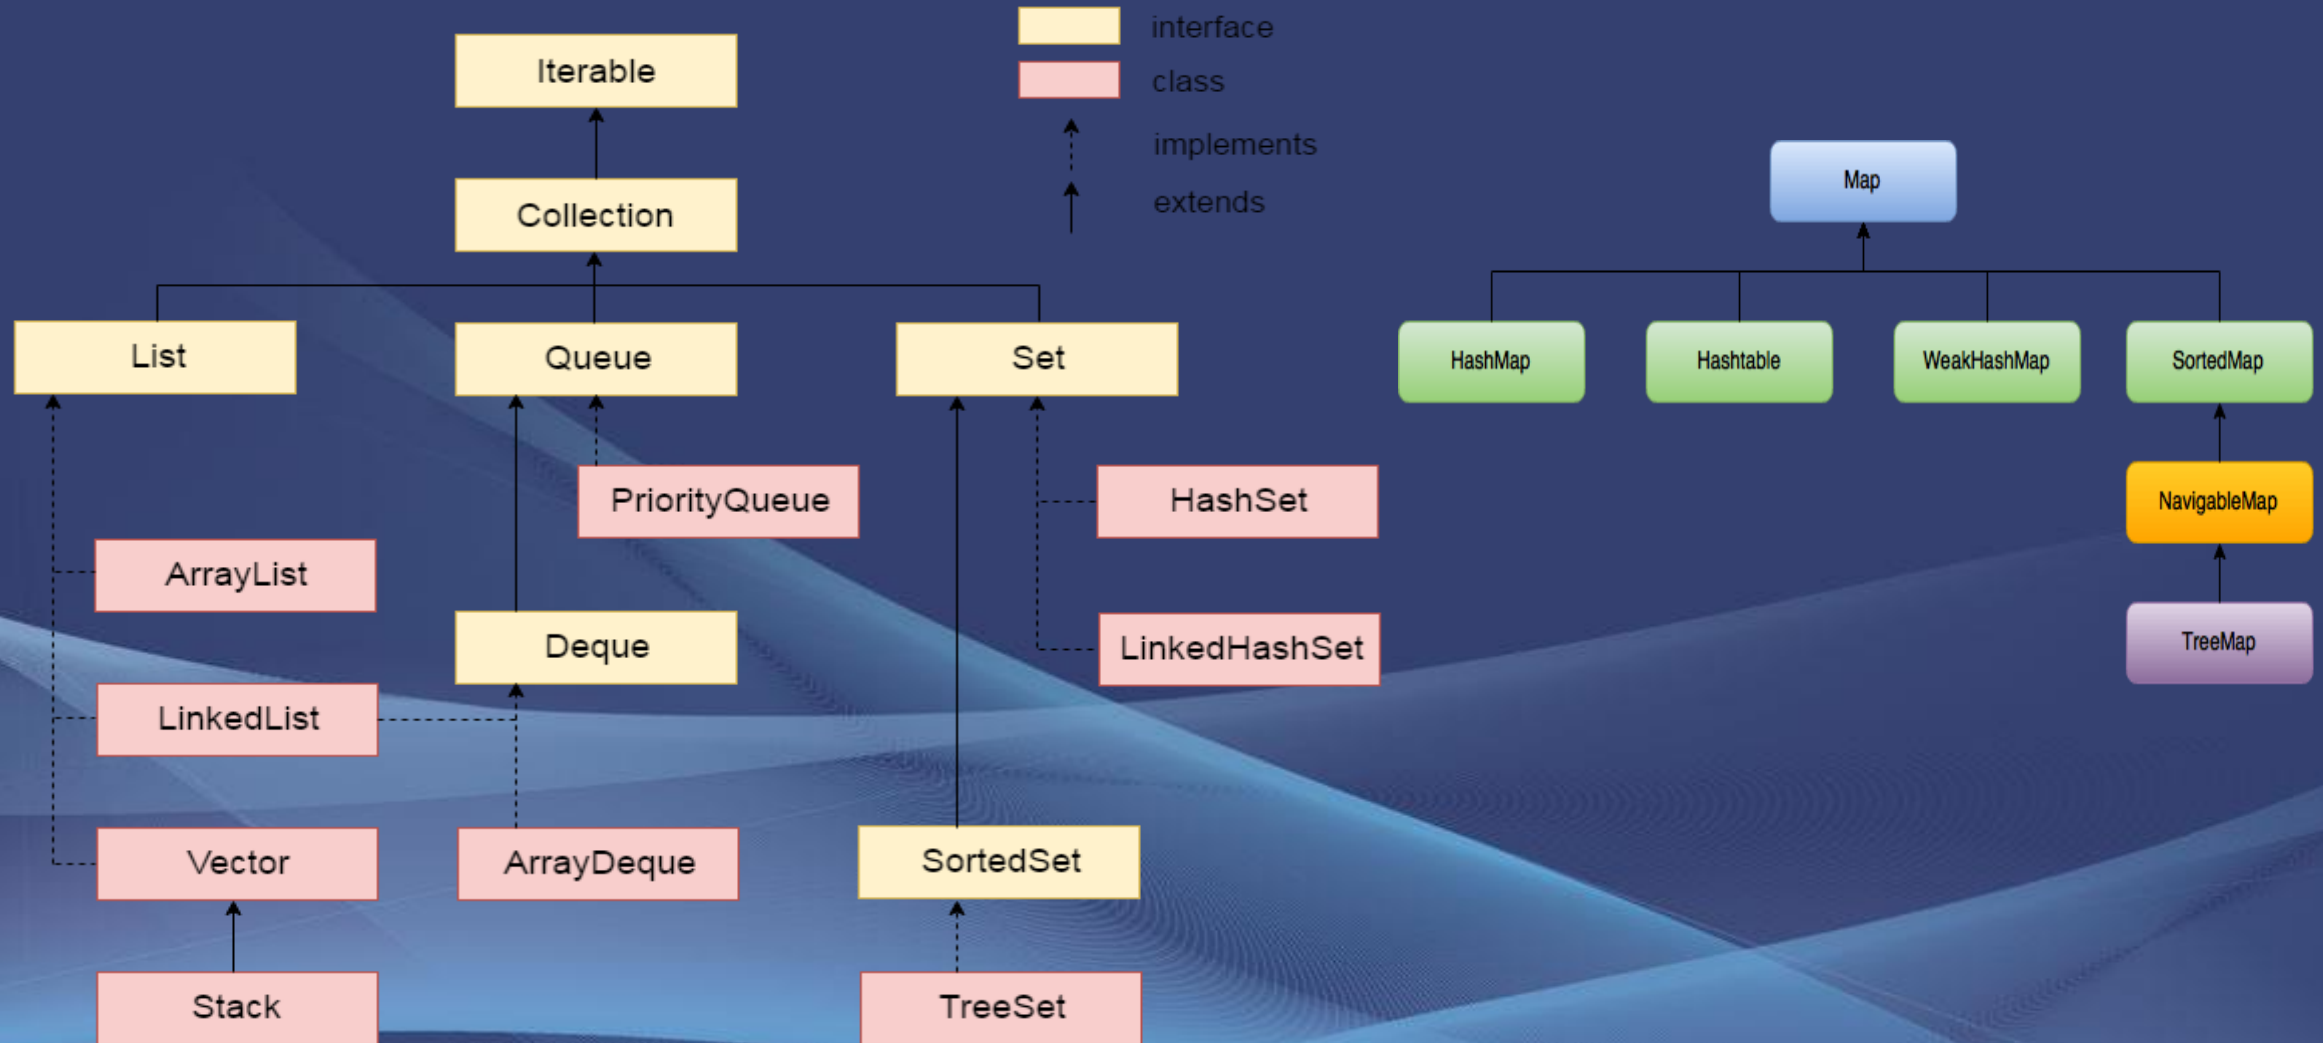 interface
class
implements
extends
Iterable
Collection
List
Queue
Set
PriorityQueue
HashSet
ArrayList
Deque
LinkedHashSet
LinkedList
Vector
ArrayDeque
SortedSet
Stack
TreeSet
Map
HashMap
Hashtable
WeakHashMap
SortedMap
NavigableMap
TreeMap